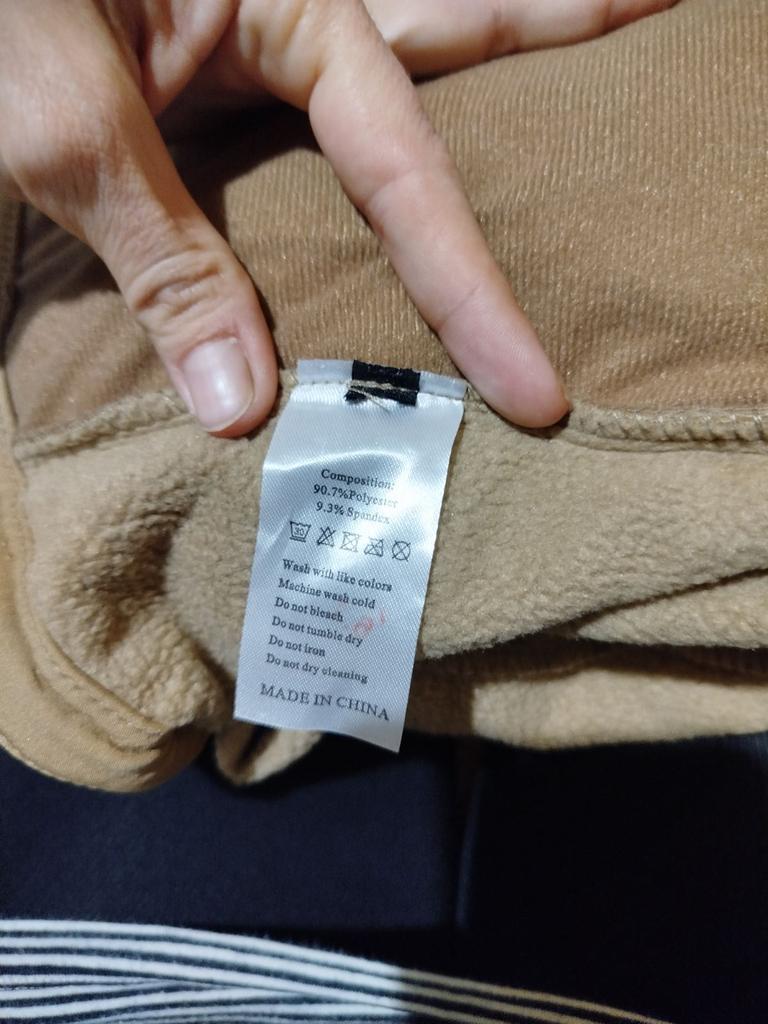 Composition:
90.7%Polyester
9.3% Spandex
30
Wash with like colors
Machine wash cold
Do not bleach
Do not tumble dry
Do not iron
Do not dry cleaning
MADE IN CHINA